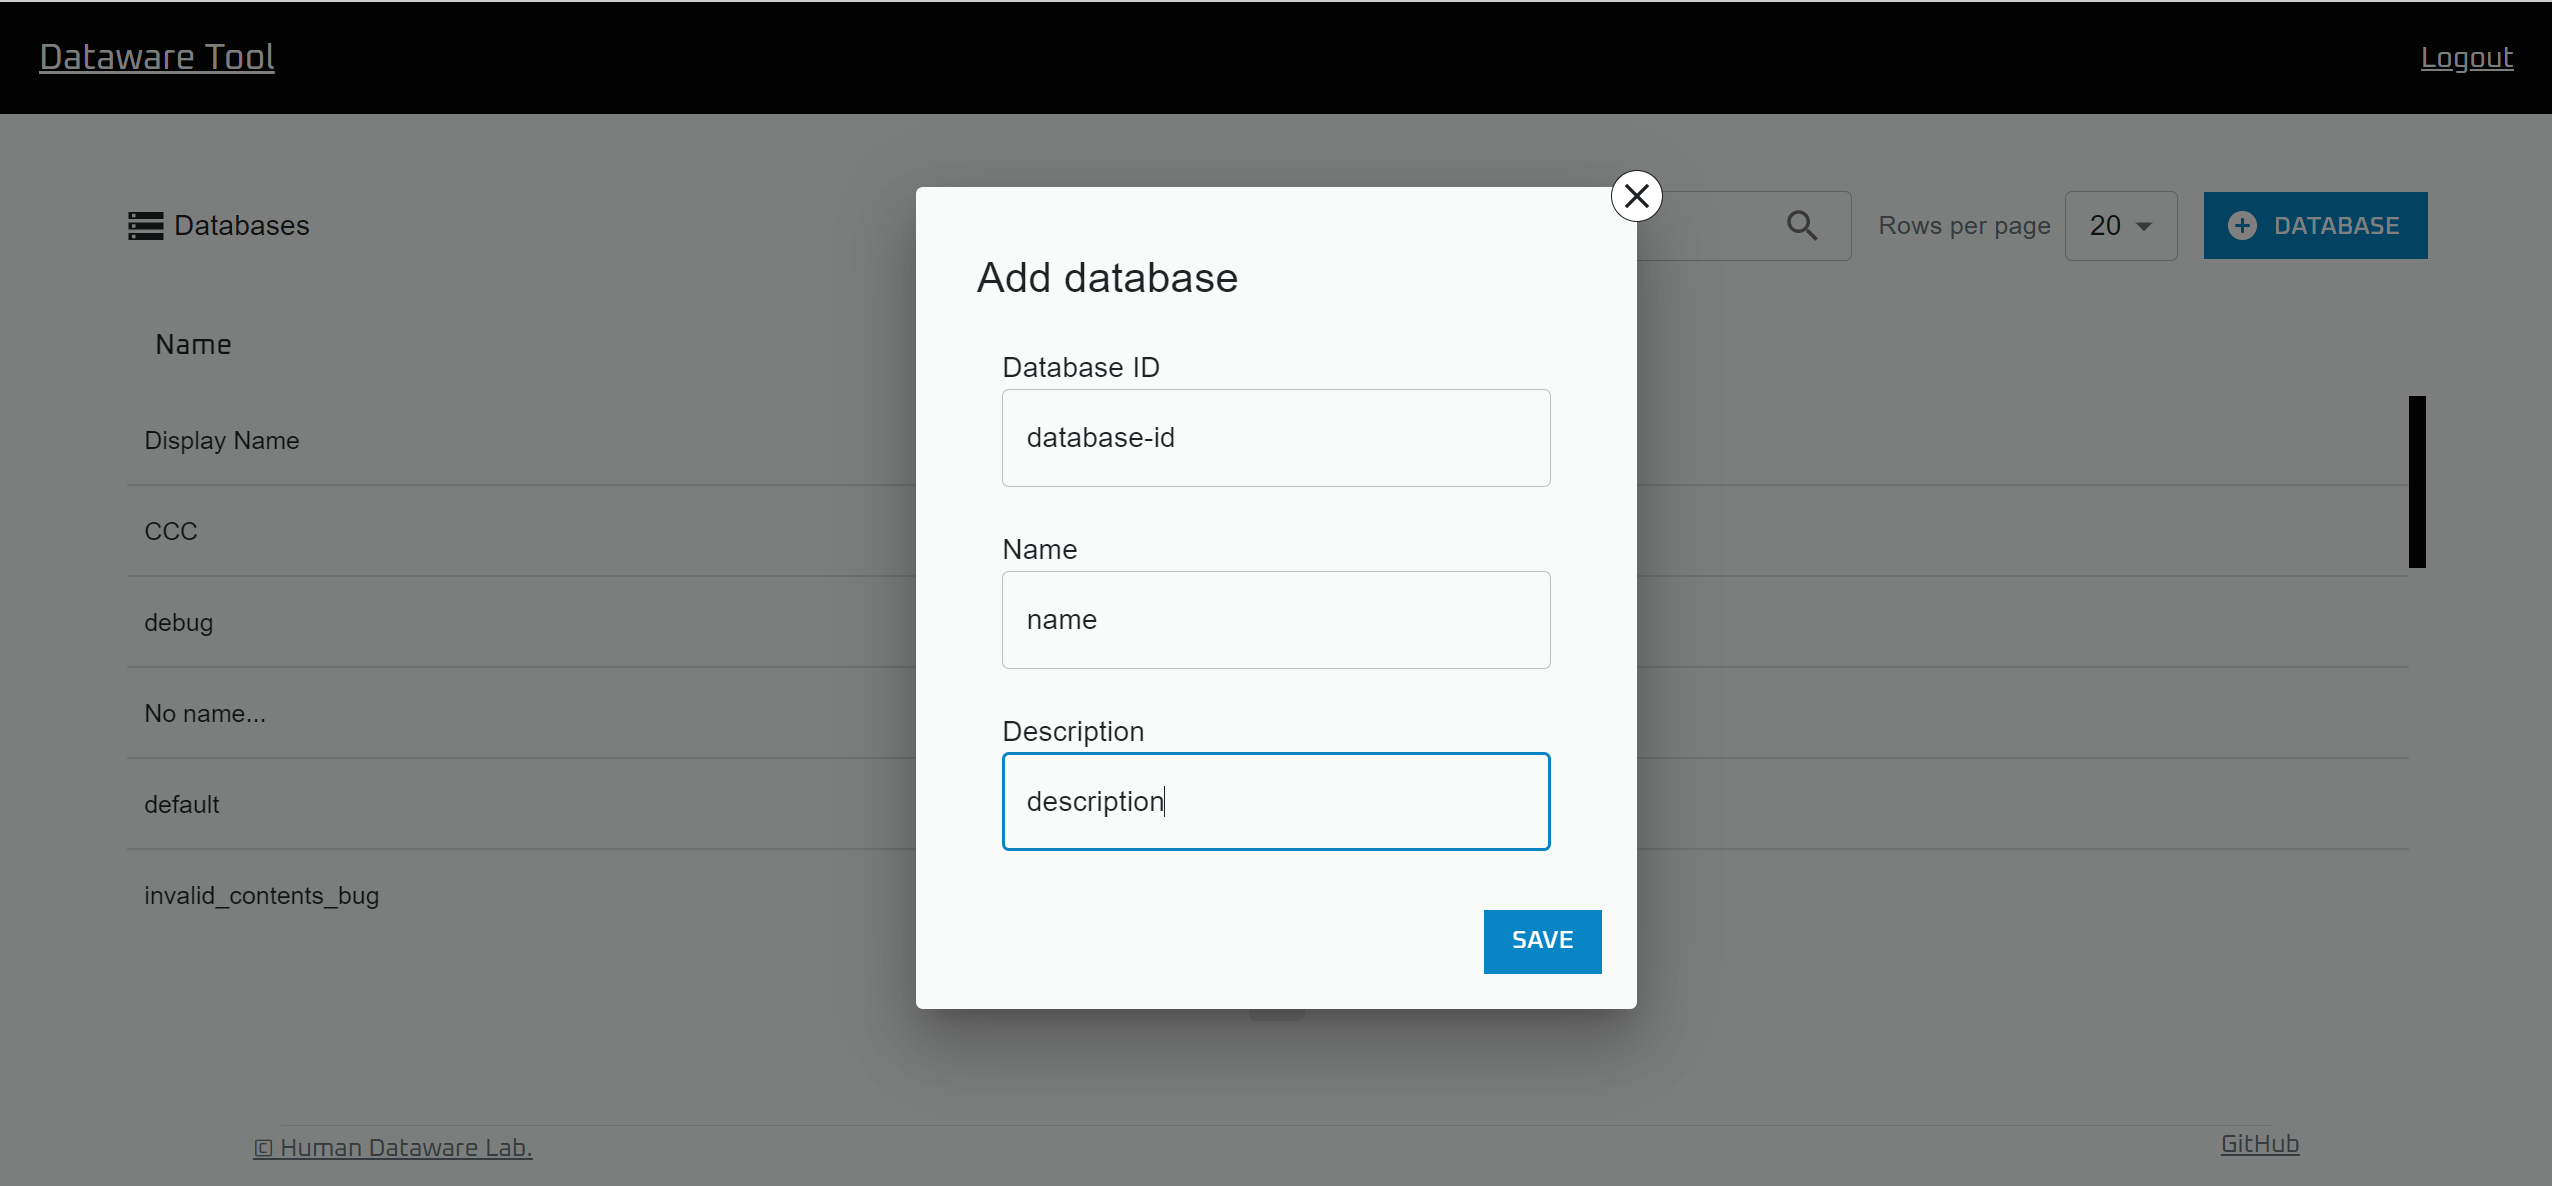 Dataware Tool
Logout
Databases
Rows per page
20
DATABASE
Name
Display Name
CCC
debug
No name...
default
invalid_contents_bug
Add database
Database ID
database-id
Name
name
Description
description
SAVE
© Human Dataware Lab.
GitHub